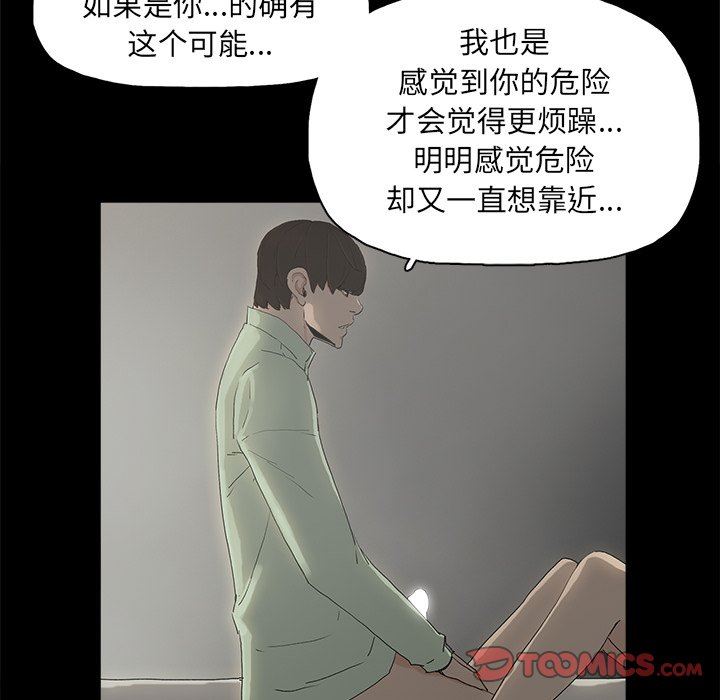 如果是你...的确有
这个可能...
我也是
感觉到你的危险
才会觉得更烦躁...
明明感觉危险
却又一直想靠近...
TOOMICS.COM